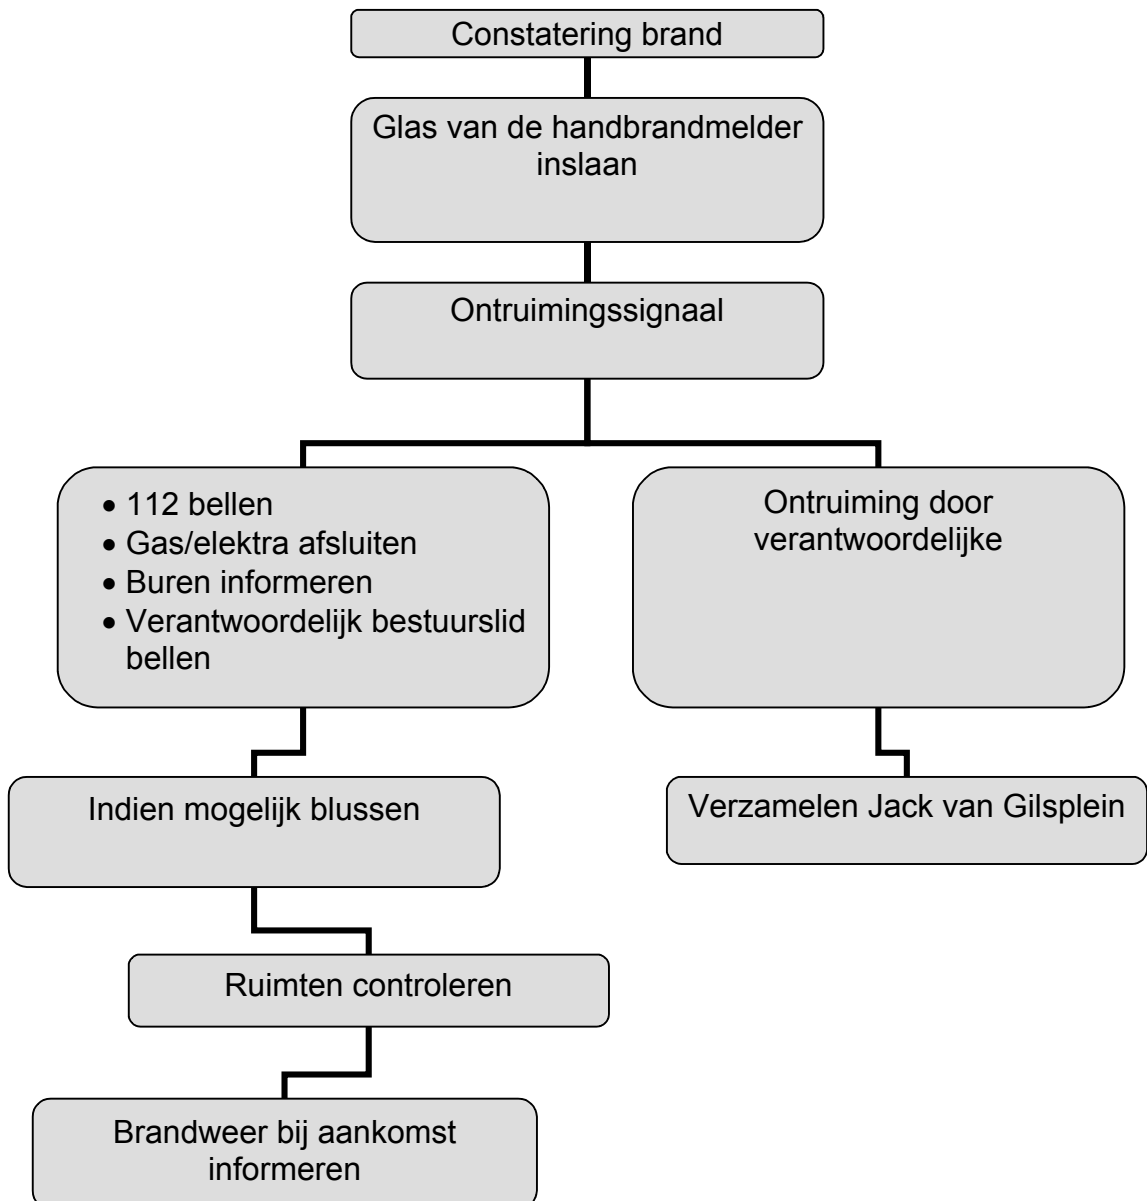 Constatering brand
Glas van de handbrandmelder
inslaan
Ontruimingssignaal
• 112 bellen
• Gas/elektra afsluiten
• Buren informeren
• Verantwoordelijk bestuurslid
bellen
Ontruiming door
verantwoordelijke
Indien mogelijk blussen
Verzamelen Jack van Gilsplein
Ruimten controleren
Brandweer bij aankomst
informeren